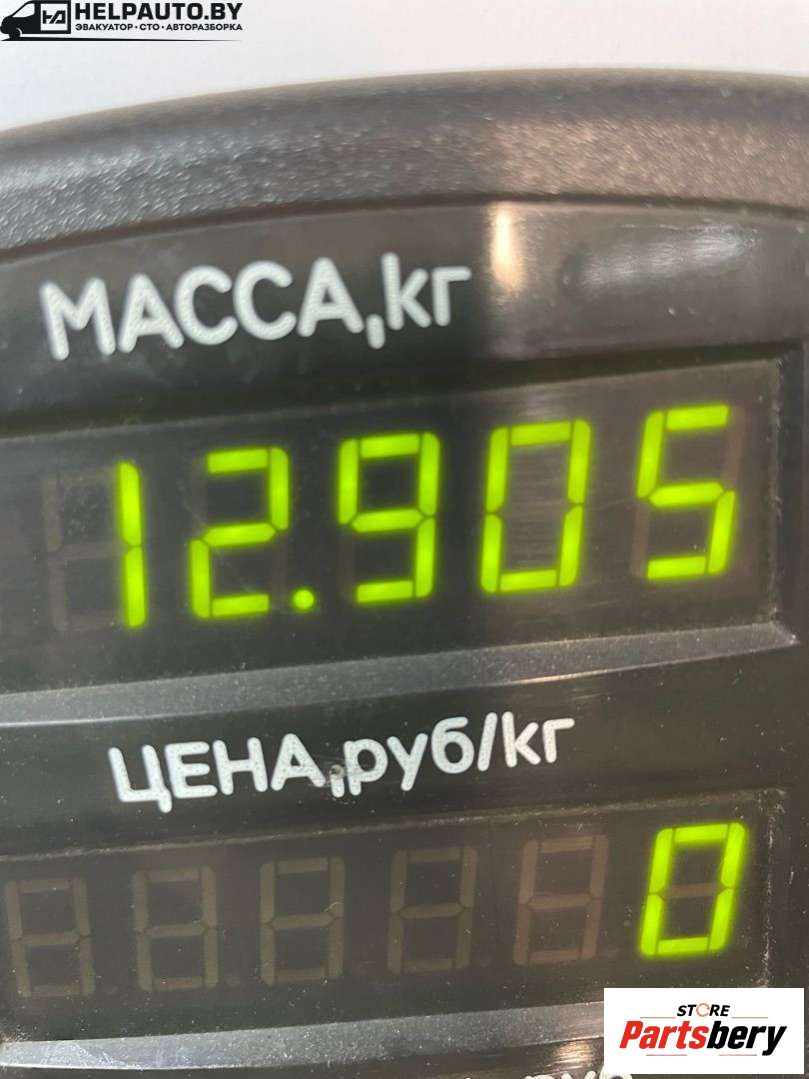 HELPAUTO.BY
ЭВАКУАТОР • СТО • АВТОРАЗБОРКА
МАССА,кг
12.905
ЦЕНА,руб/кг
0
STORE
Partsbery